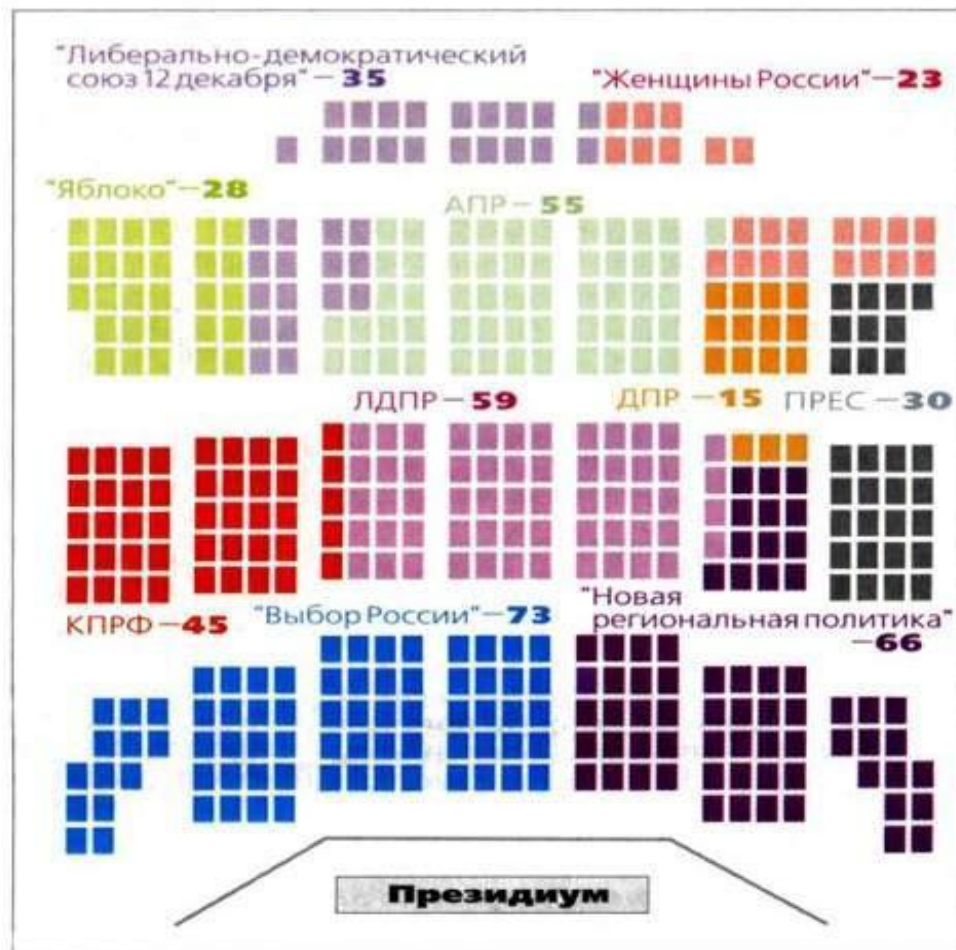 "Либерально-демократический
союз 12 декабря" – 35
"Женщины России" – 23
"Яблоко" – 28
АПР – 55
ЛДПР – 59
ДПР – 15
ПРЕС – 30
КПРФ – 45
"Выбор России" – 73
"Новая
региональная политика"
– 66
Президиум